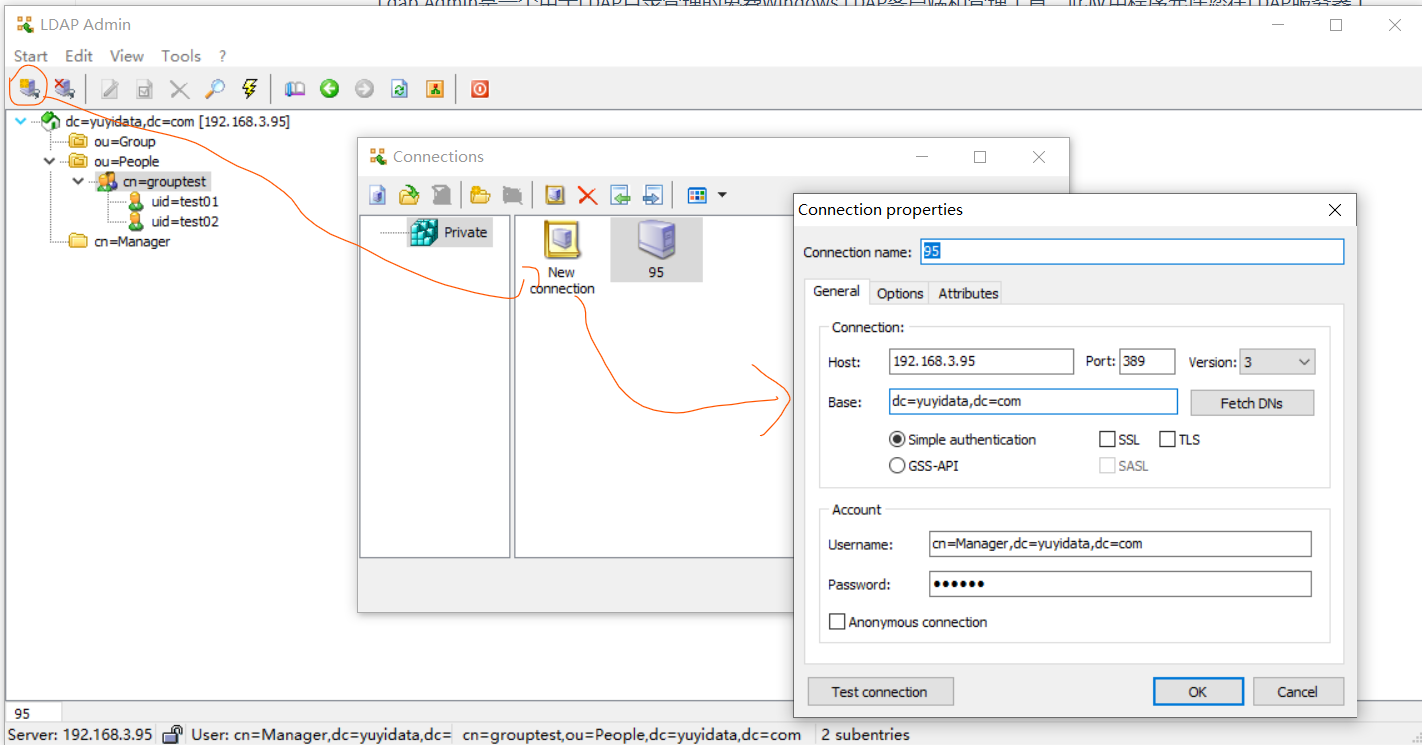 LDAP Admin
Start Edit View Tools ?
dc=yuyidata,dc=com [192.168.3.95]
ou=Group
ou=People
cn=grouptest
uid=test01
uid=test02
cn=Manager
Connections
Private
New
connection
95
Connection properties
Connection name: 95
General Options Attributes
Connection:
Host: 192.168.3.95 Port: 389 Version: 3
Base: dc=yuyidata,dc=com Fetch DNs
Simple authentication SSL TLS
GSS-API SASL
Account
Username: cn=Manager,dc=yuyidata,dc=com
Password: ••••••
Anonymous connection
Test connection OK Cancel
95
Server: 192.168.3.95 User: cn=Manager,dc=yuyidata,dc= cn=grouptest,ou=People,dc=yuyidata,dc=com 2 subentries